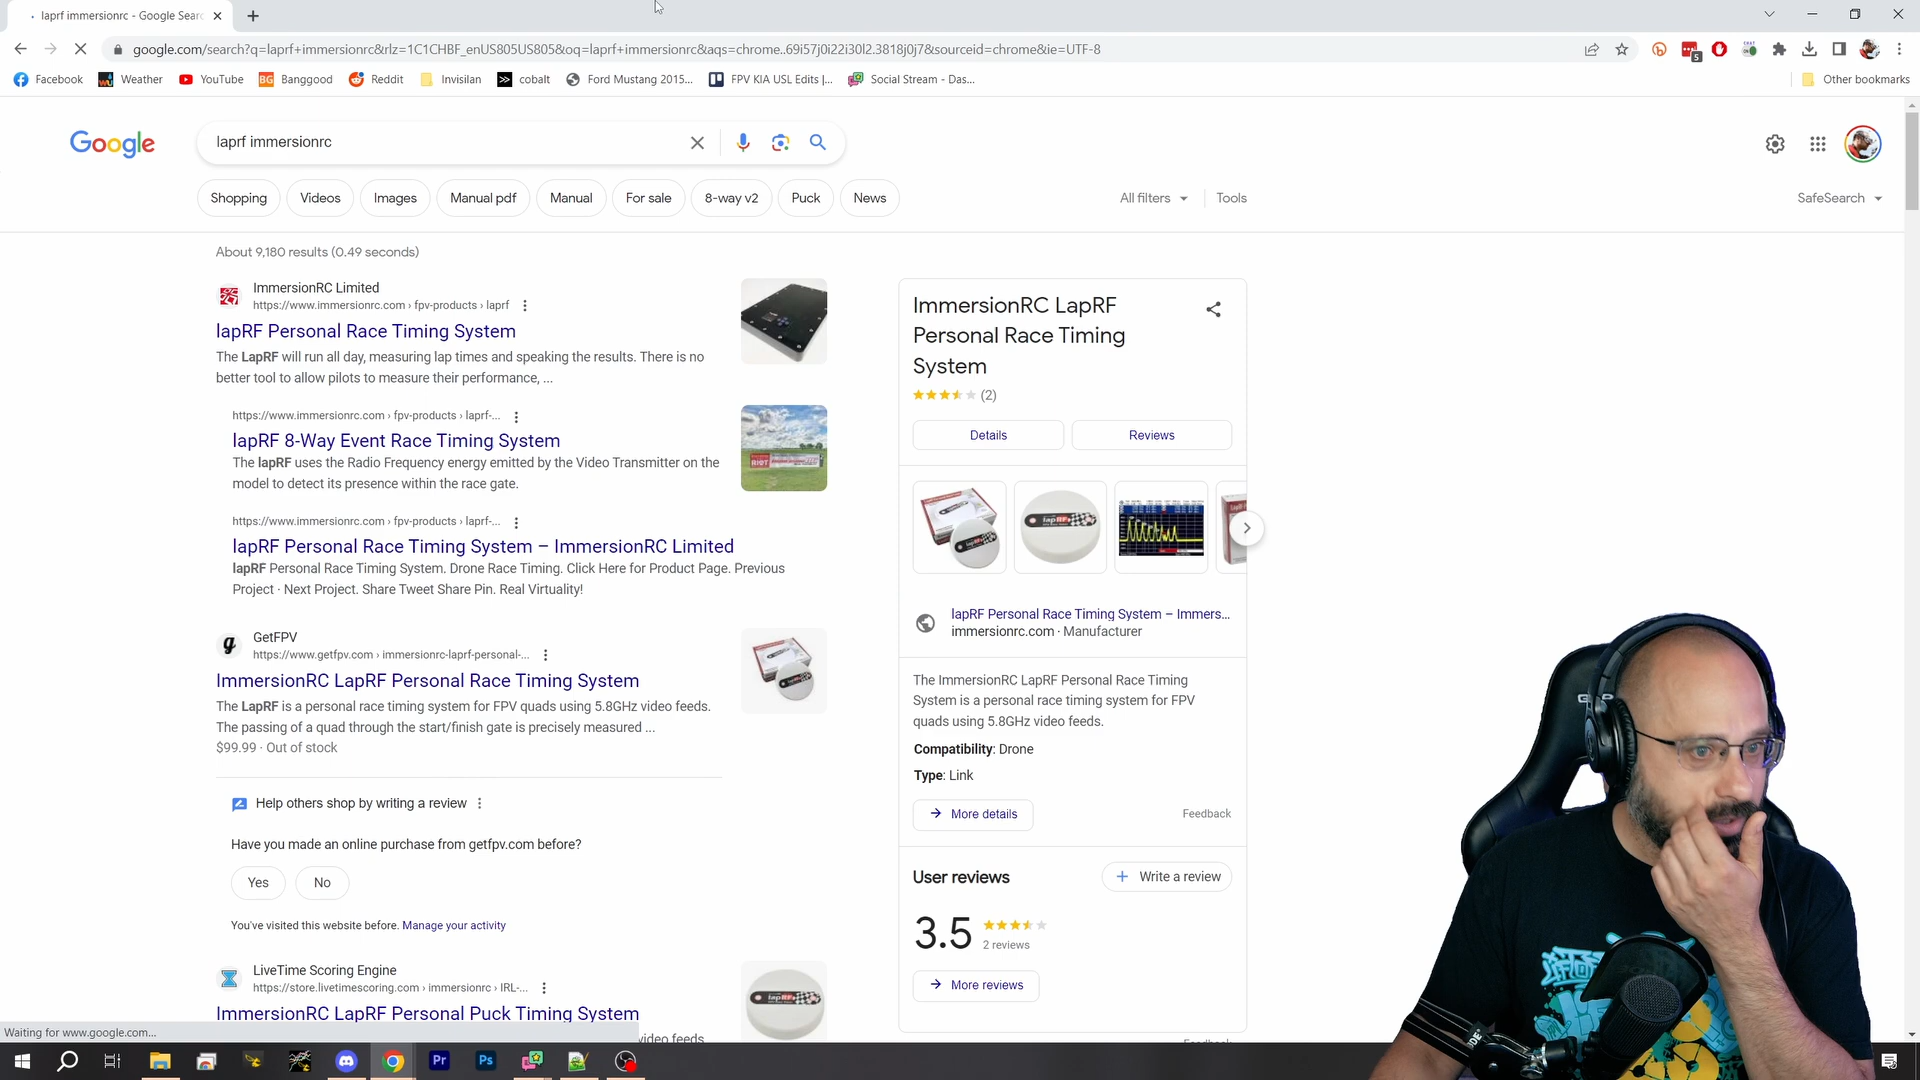 laprf immersionrc - Google Sear
google.com/search?q=laprf+immersionrc&rlz=1C1CHBF_enUS805US805&oq=laprf+immersionrc&aqs=chrome..69i57j0i22i30l2.3818j0j7&sourceid=chrome&ie=UTF-8
Facebook Weather YouTube BG Banggood Reddit Invisilan cobalt Ford Mustang 2015... FPV KIA USL Edits |... Social Stream - Das... Other bookmarks
Google laprf immersionrc
Shopping Videos Images Manual pdf Manual For sale 8-way v2 Puck News All filters Tools SafeSearch
About 9,180 results (0.49 seconds)
ImmersionRC Limited
https://www.immersionrc.com › fpv-products › laprf
lapRF Personal Race Timing System
The LapRF will run all day, measuring lap times and speaking the results. There is no
better tool to allow pilots to measure their performance, ...
https://www.immersionrc.com › fpv-products › laprf-...
lapRF 8-Way Event Race Timing System
The lapRF uses the Radio Frequency energy emitted by the Video Transmitter on the
model to detect its presence within the race gate.
https://www.immersionrc.com › fpv-products › laprf-...
lapRF Personal Race Timing System – ImmersionRC Limited
lapRF Personal Race Timing System. Drone Race Timing. Click Here for Product Page. Previous
Project · Next Project. Share Tweet Share Pin. Real Virtuality!
GetFPV
https://www.getfpv.com › immersionrc-laprf-personal-...
ImmersionRC LapRF Personal Race Timing System
The LapRF is a personal race timing system for FPV quads using 5.8GHz video feeds.
The passing of a quad through the start/finish gate is precisely measured ...
$99.99 · Out of stock
Help others shop by writing a review
Have you made an online purchase from getfpv.com before?
Yes No
You've visited this website before. Manage your activity
LiveTime Scoring Engine
https://store.livetimescoring.com › immersionrc › IRL-...
ImmersionRC LapRF Personal Puck Timing System
video feeds
Waiting for www.google.com...
ImmersionRC LapRF
Personal Race Timing
System
(2)
Details Reviews
lapRF
lapRF
lapRF Personal Race Timing System – Immers...
immersionrc.com · Manufacturer
The ImmersionRC LapRF Personal Race Timing
System is a personal race timing system for FPV
quads using 5.8GHz video feeds.
Compatibility: Drone
Type: Link
More details Feedback
User reviews Write a review
3.5
2 reviews
More reviews
Feedback
Pr Ps